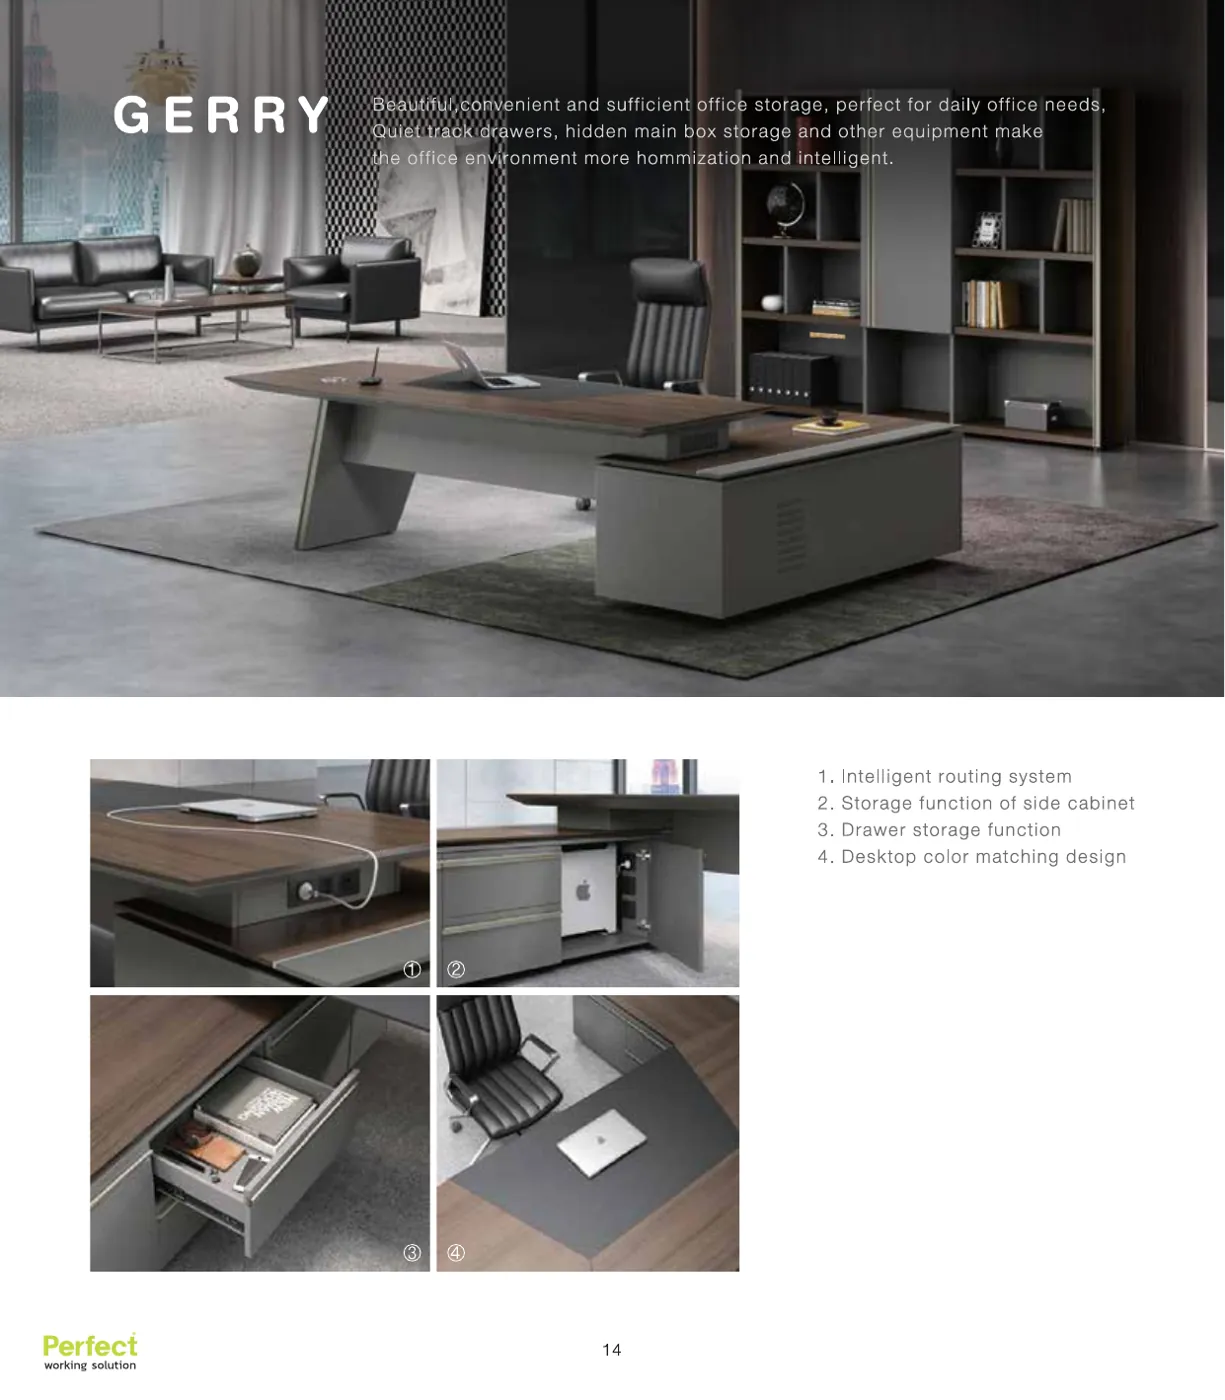 GERRY
Beautiful,convenient and sufficient office storage, perfect for daily office needs,
Quiet track drawers, hidden main box storage and other equipment make
the office environment more hommization and intelligent.
1. Intelligent routing system
2. Storage function of side cabinet
3. Drawer storage function
4. Desktop color matching design
①
②
③
④
Perfect
working solution
14